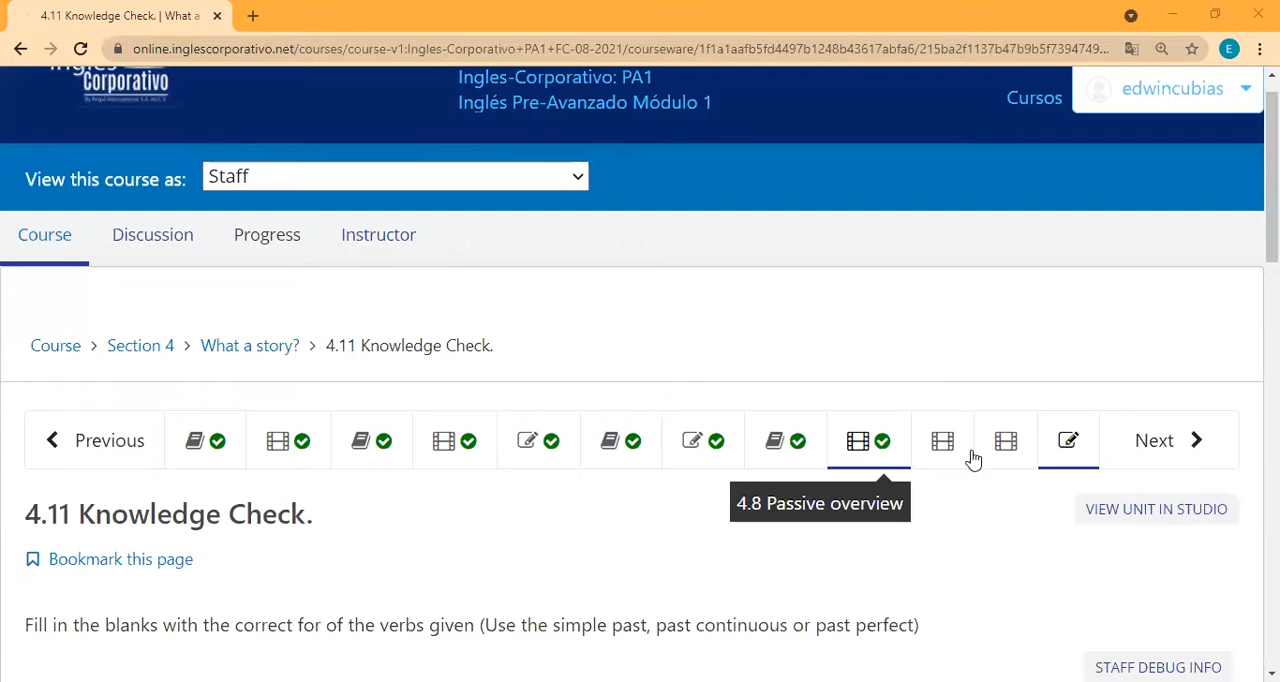 4.11 Knowledge Check. | What a
online.inglescorporativo.net/courses/course-v1:Ingles-Corporativo+PA1+FC-08-2021/courseware/1f1a1aafb5fd4497b1248b43617abfa6/215ba2f1137b47b9b5f7394749...
E
Ingles
Corporativo
Ingles-Corporativo: PA1
Inglés Pre-Avanzado Módulo 1
Cursos
edwincubias
View this course as:
Staff
Course
Discussion
Progress
Instructor
Course > Section 4 > What a story? > 4.11 Knowledge Check.
Previous
Next
4.8 Passive overview
4.11 Knowledge Check.
VIEW UNIT IN STUDIO
Bookmark this page
Fill in the blanks with the correct for of the verbs given (Use the simple past, past continuous or past perfect)
STAFF DEBUG INFO